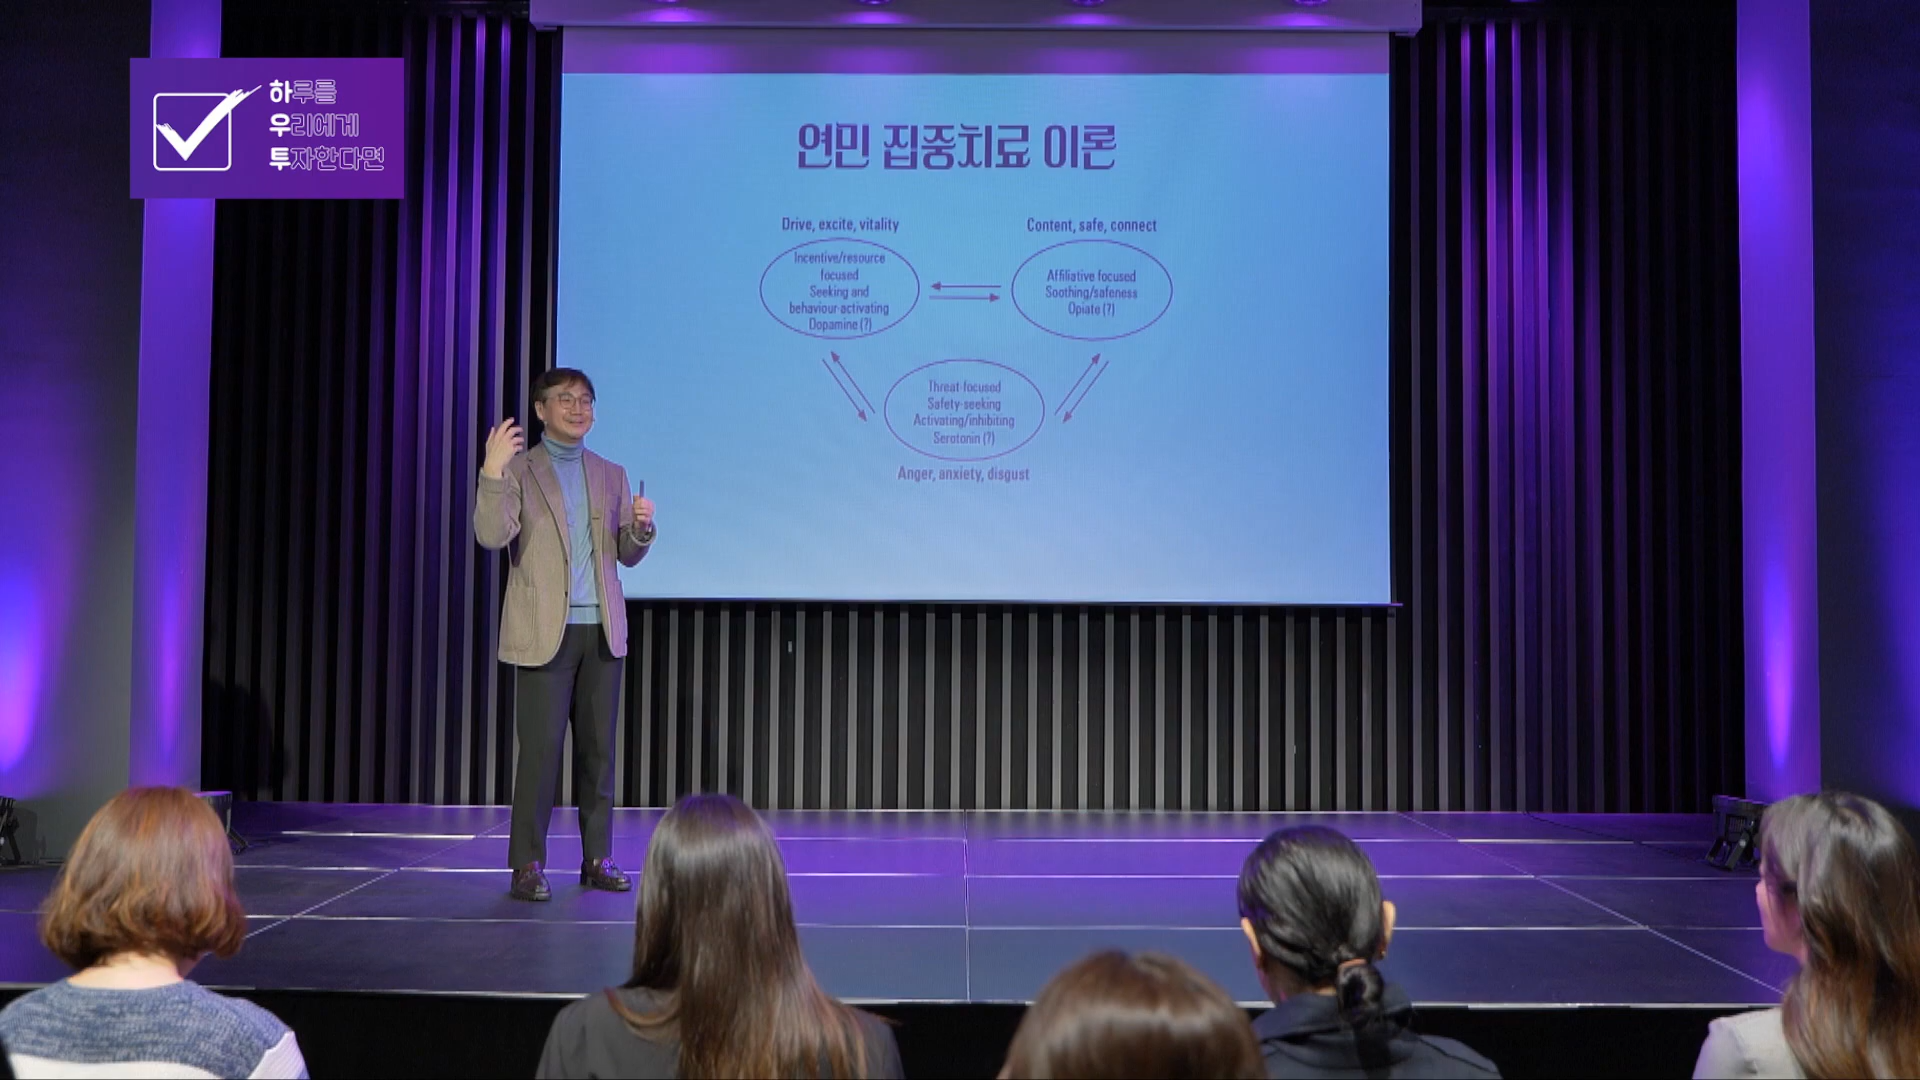 하루를
우리에게
투자한다면
연민 집중치료 이론
Drive, excite, vitality
Incentive/resource
focused
Seeking and
behaviour-activating
Dopamine (?)
Content, safe, connect
Affiliative focused
Soothing/safeness
Opiate (?)
Threat-focused
Safety-seeking
Activating/inhibiting
Serotonin (?)
Anger, anxiety, disgust